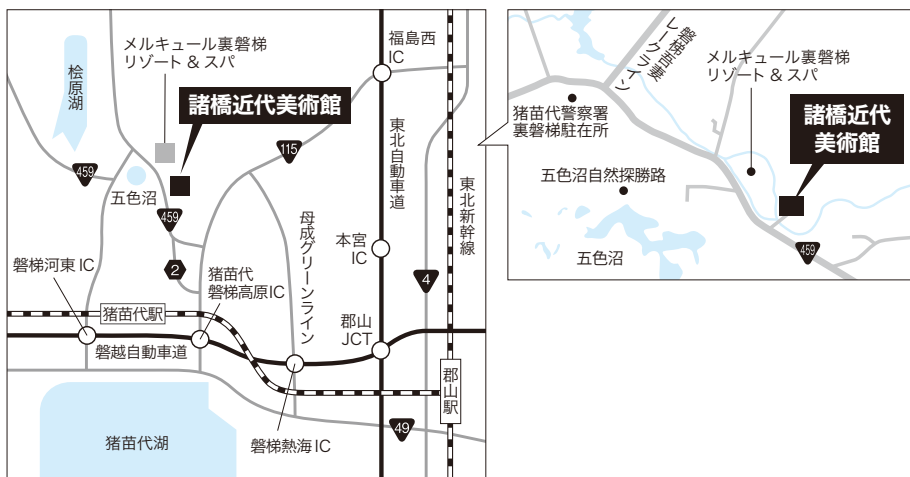 メルキュール裏磐梯
リゾート & スパ
福島西
IC
桧原湖
諸橋近代美術館
115
東北自動車道
459
五色沼
459
東北新幹線
母成グリーンライン
本宮
IC
磐梯河東 IC
2
猪苗代
磐梯高原 IC
4
猪苗代駅
郡山
JCT
磐越自動車道
郡山駅
49
猪苗代湖
磐梯熱海 IC
磐梯吾妻
レークライン
メルキュール裏磐梯
リゾート & スパ
猪苗代警察署
裏磐梯駐在所
諸橋近代
美術館
五色沼自然探勝路
五色沼
459